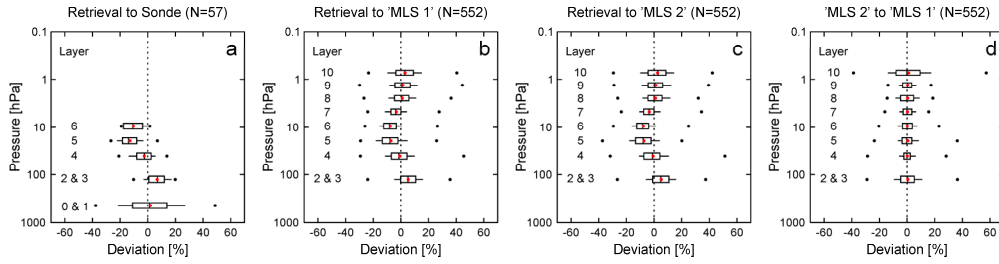 Retrieval to Sonde (N=57)
a
Layer
6
5
4
2 & 3
0 & 1
0.1
1
10
100
1000
Pressure [hPa]
-60 -40 -20 0 20 40 60
Deviation [%]
Retrieval to 'MLS 1' (N=552)
b
Layer
10
9
8
7
6
5
4
2 & 3
0.1
1
10
100
1000
Pressure [hPa]
-60 -40 -20 0 20 40 60
Deviation [%]
Retrieval to 'MLS 2' (N=552)
c
Layer
10
9
8
7
6
5
4
2 & 3
0.1
1
10
100
1000
Pressure [hPa]
-60 -40 -20 0 20 40 60
Deviation [%]
'MLS 2' to 'MLS 1' (N=552)
d
Layer
10
9
8
7
6
5
4
2 & 3
0.1
1
10
100
1000
Pressure [hPa]
-60 -40 -20 0 20 40 60
Deviation [%]